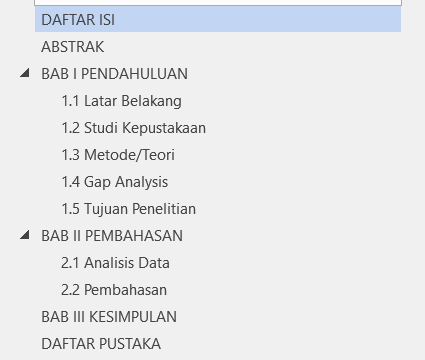 DAFTAR ISI
ABSTRAK
BAB I PENDAHULUAN
1.1 Latar Belakang
1.2 Studi Kepustakaan
1.3 Metode/Teori
1.4 Gap Analysis
1.5 Tujuan Penelitian
BAB II PEMBAHASAN
2.1 Analisis Data
2.2 Pembahasan
BAB III KESIMPULAN
DAFTAR PUSTAKA